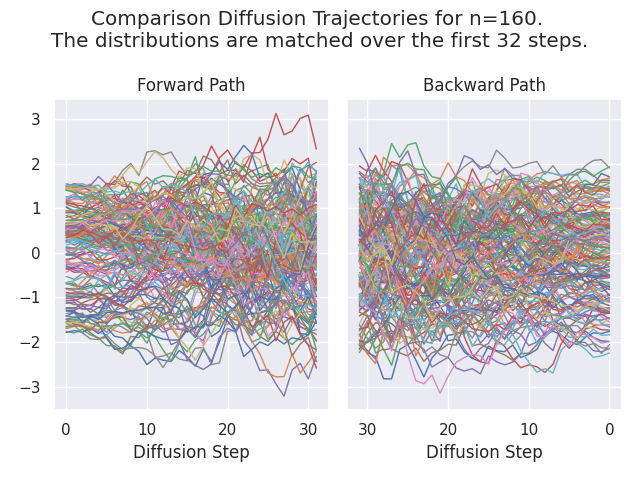 Comparison Diffusion Trajectories for n=160.
The distributions are matched over the first 32 steps.
Forward Path
Backward Path
3
2
1
0
−1
−2
−3
0 10 20 30
30 20 10 0
Diffusion Step
Diffusion Step